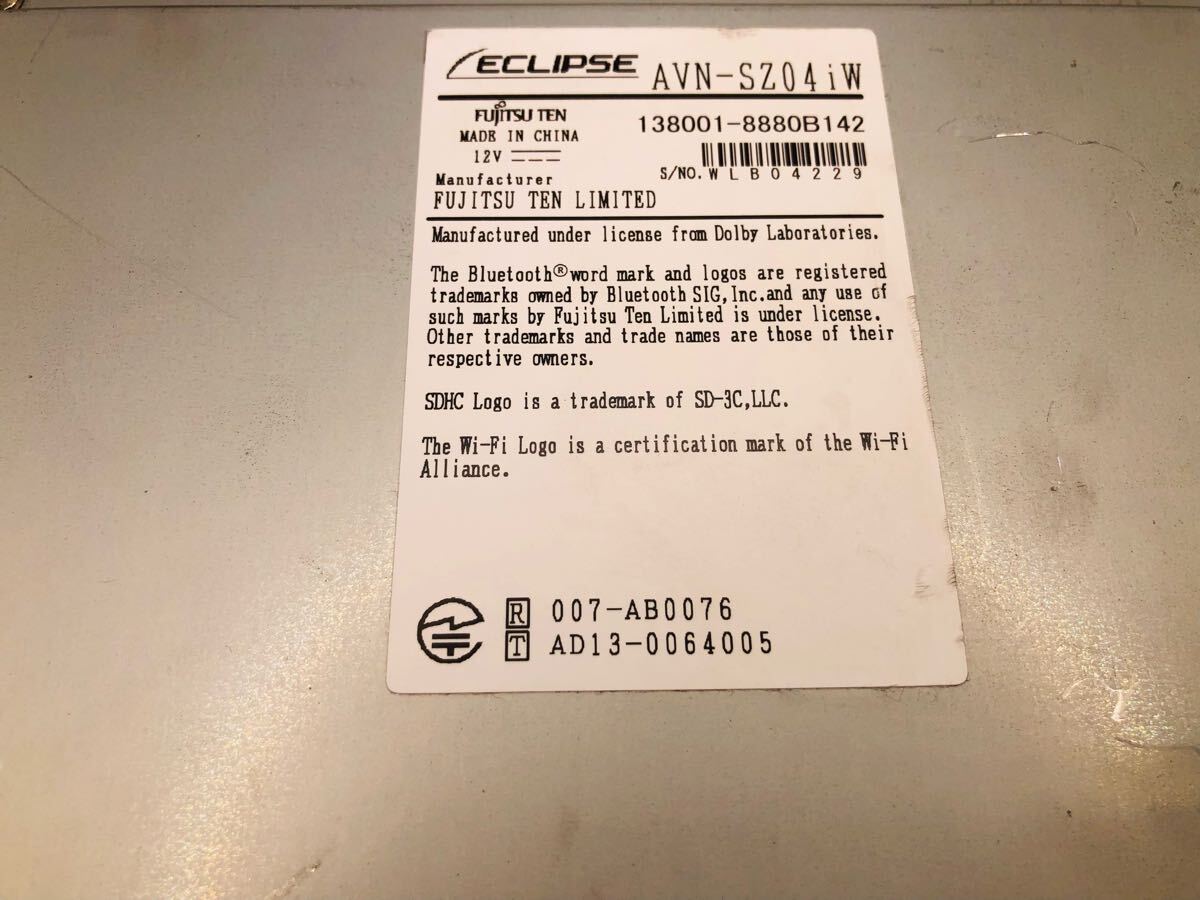 ECLIPSE AVN-SZ04iW
FUJITSU TEN
MADE IN CHINA
12V
138001-8880B142
S/NO. WLB04229
Manufacturer
FUJITSU TEN LIMITED
Manufactured under license from Dolby Laboratories.
The Bluetooth® word mark and logos are registered
trademarks owned by Bluetooth SIG, Inc.and any use of
such marks by Fujitsu Ten Limited is under license.
Other trademarks and trade names are those of their
respective owners.
SDHC Logo is a trademark of SD-3C,LLC.
The Wi-Fi Logo is a certification mark of the Wi-Fi
Alliance.
R 007-AB0076
T AD13-0064005